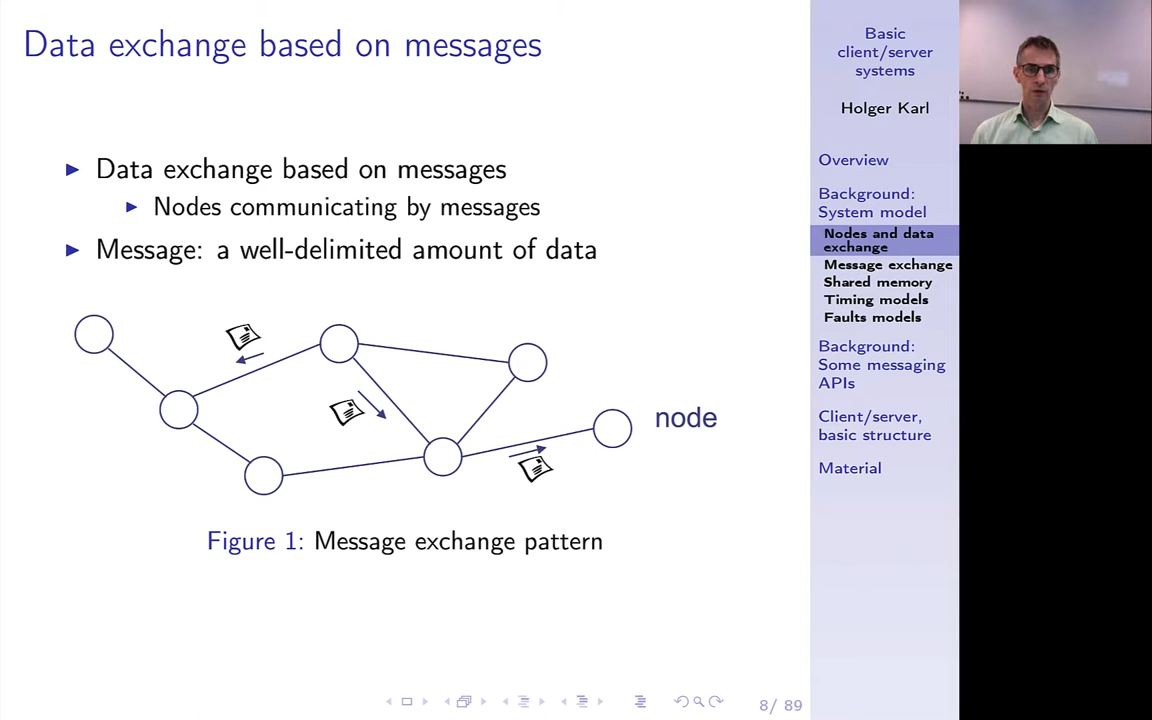 Data exchange based on messages
Data exchange based on messages
Nodes communicating by messages
Message: a well-delimited amount of data
node
Figure 1: Message exchange pattern
8/ 89
Basic
client/server
systems
Holger Karl
Overview
Background:
System model
Nodes and data
exchange
Message exchange
Shared memory
Timing models
Faults models
Background:
Some messaging
APIs
Client/server,
basic structure
Material